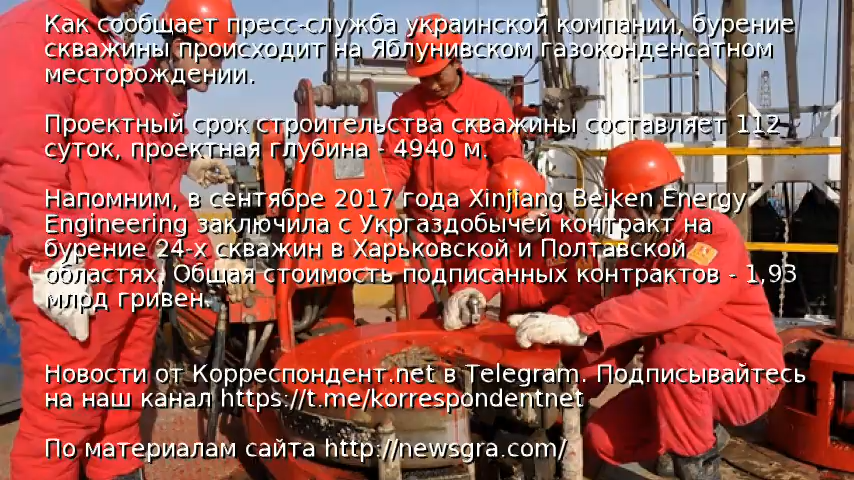 Как сообщает пресс-служба украинской компании, бурение
скважины происходит на Яблунивском газоконденсатном
месторождении.
Проектный срок строительства скважины составляет 112
суток, проектная глубина - 4940 м.
Напомним, в сентябре 2017 года Xinjiang Beiken Energy
Engineering заключила с Укргаздобычей контракт на
бурение 24-х скважин в Харьковской и Полтавской
областях. Общая стоимость подписанных контрактов - 1,93
млрд гривен.
Новости от Корреспондент.net в Telegram. Подписывайтесь
на наш канал https://t.me/korrespondentnet
По материалам сайта http://newsgra.com/